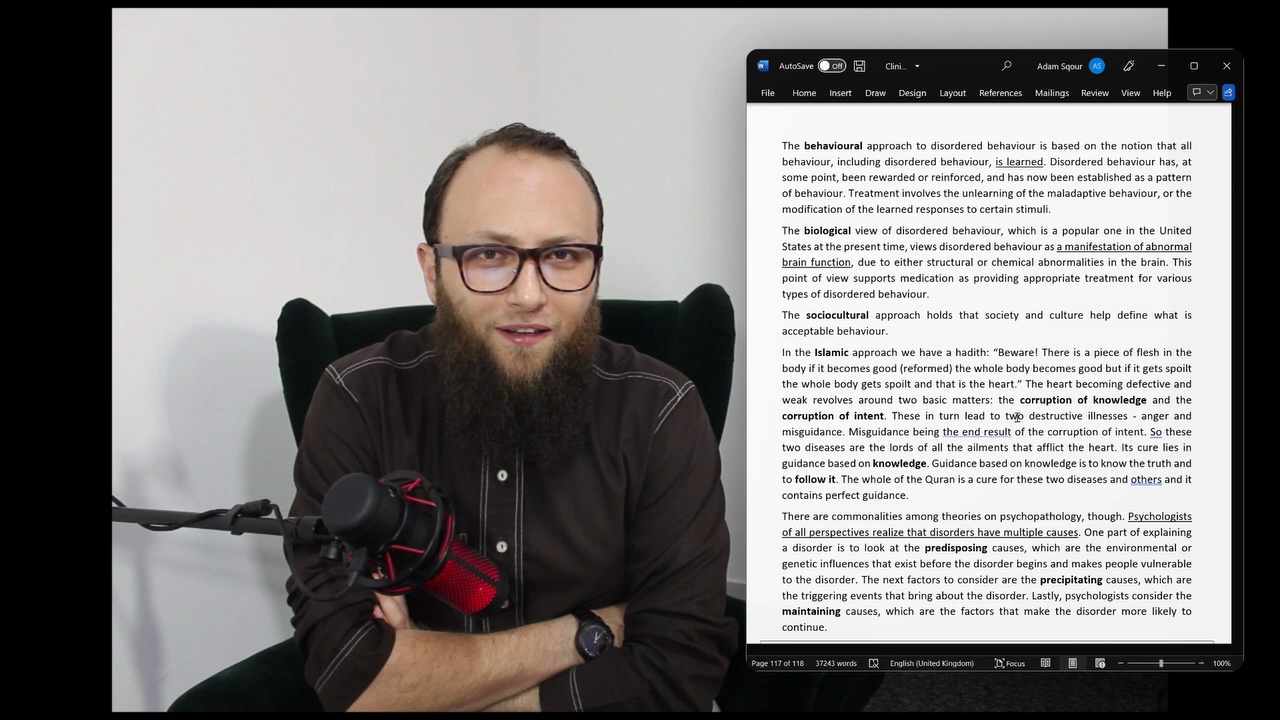 AutoSave Off Clini... Adam Sqour AS
File Home Insert Draw Design Layout References Mailings Review View Help
The behavioural approach to disordered behaviour is based on the notion that all
behaviour, including disordered behaviour, is learned. Disordered behaviour has, at
some point, been rewarded or reinforced, and has now been established as a pattern
of behaviour. Treatment involves the unlearning of the maladaptive behaviour, or the
modification of the learned responses to certain stimuli.
The biological view of disordered behaviour, which is a popular one in the United
States at the present time, views disordered behaviour as a manifestation of abnormal
brain function, due to either structural or chemical abnormalities in the brain. This
point of view supports medication as providing appropriate treatment for various
types of disordered behaviour.
The sociocultural approach holds that society and culture help define what is
acceptable behaviour.
In the Islamic approach we have a hadith: “Beware! There is a piece of flesh in the
body if it becomes good (reformed) the whole body becomes good but if it gets spoilt
the whole body gets spoilt and that is the heart.” The heart becoming defective and
weak revolves around two basic matters: the corruption of knowledge and the
corruption of intent. These in turn lead to two destructive illnesses - anger and
misguidance. Misguidance being the end result of the corruption of intent. So these
two diseases are the lords of all the ailments that afflict the heart. Its cure lies in
guidance based on knowledge. Guidance based on knowledge is to know the truth and
to follow it. The whole of the Quran is a cure for these two diseases and others and it
contains perfect guidance.
There are commonalities among theories on psychopathology, though. Psychologists
of all perspectives realize that disorders have multiple causes. One part of explaining
a disorder is to look at the predisposing causes, which are the environmental or
genetic influences that exist before the disorder begins and makes people vulnerable
to the disorder. The next factors to consider are the precipitating causes, which are
the triggering events that bring about the disorder. Lastly, psychologists consider the
maintaining causes, which are the factors that make the disorder more likely to
continue.
Page 117 of 118 37243 words English (United Kingdom) Focus 100%